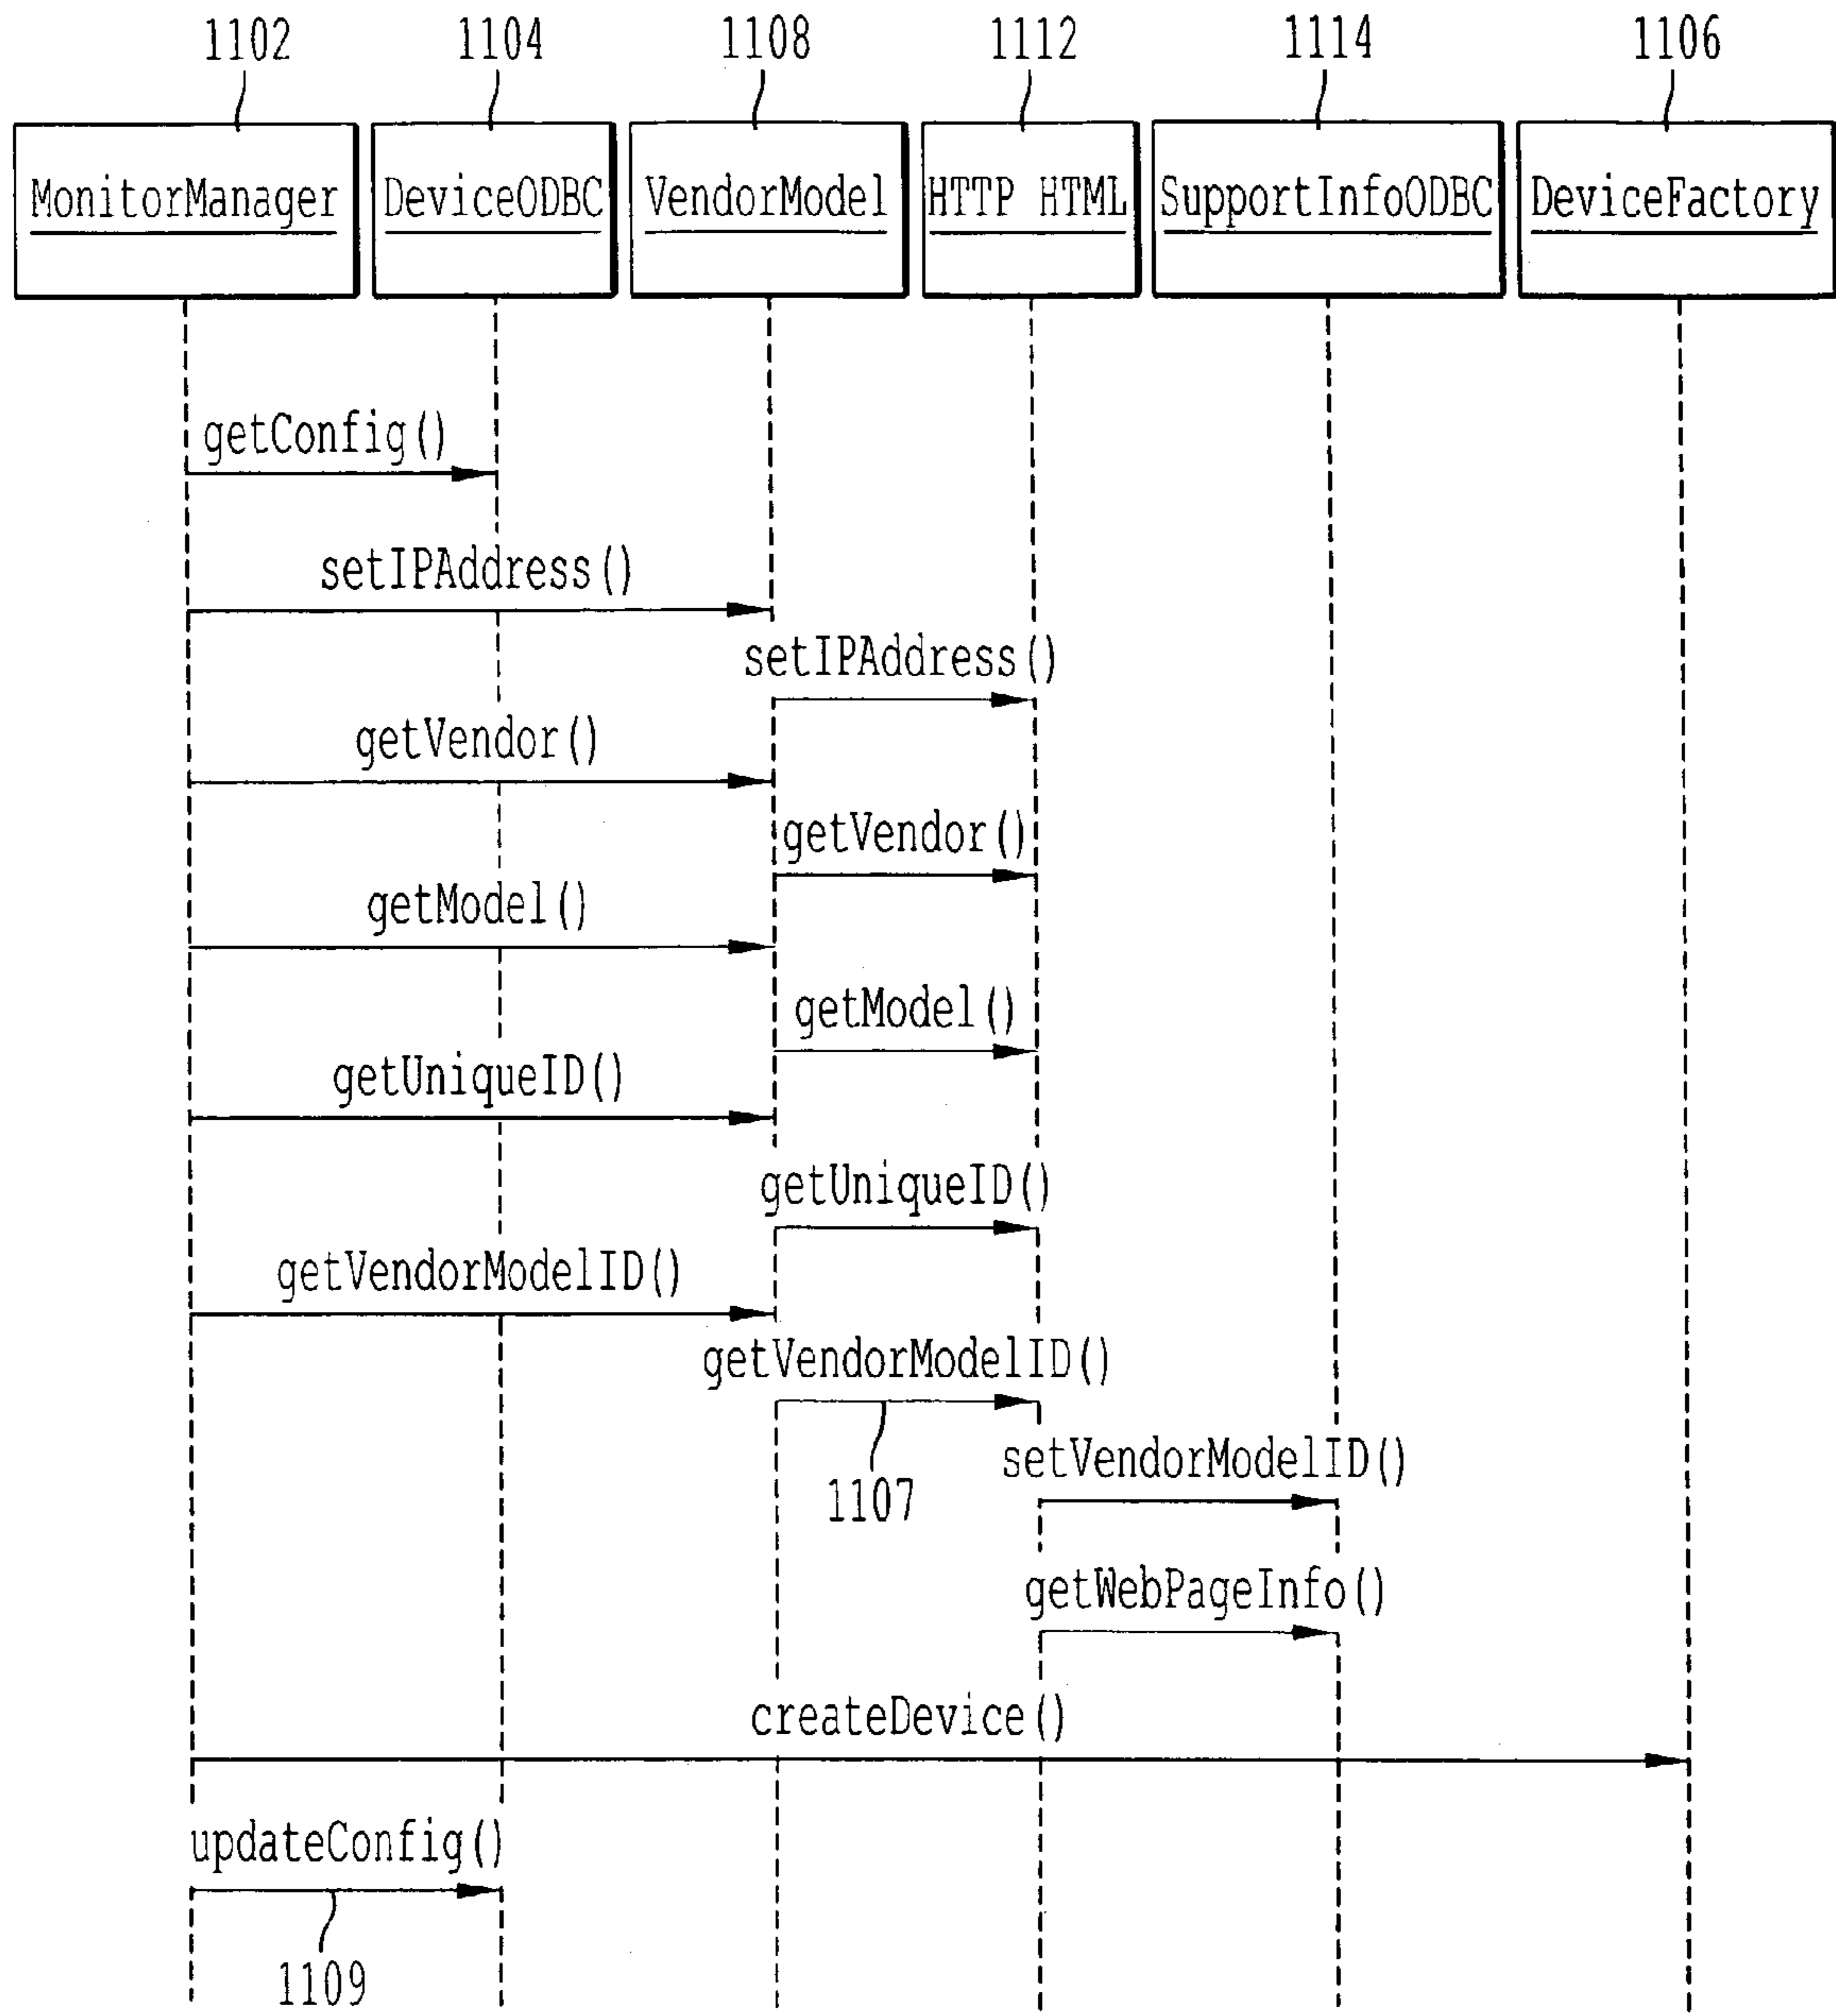 1102 1104 1108 1112 1114 1106
MonitorManager DeviceODBC VendorModel HTTP HTML SupportInfoODBC DeviceFactory
getConfig()
setIPAddress()
setIPAddress()
getVendor()
getVendor()
getModel()
getModel()
getUniqueID()
getUniqueID()
getVendorModelID()
getVendorModelID()
setVendorModelID()
1107
getWebPageInfo()
createDevice()
updateConfig()
1109